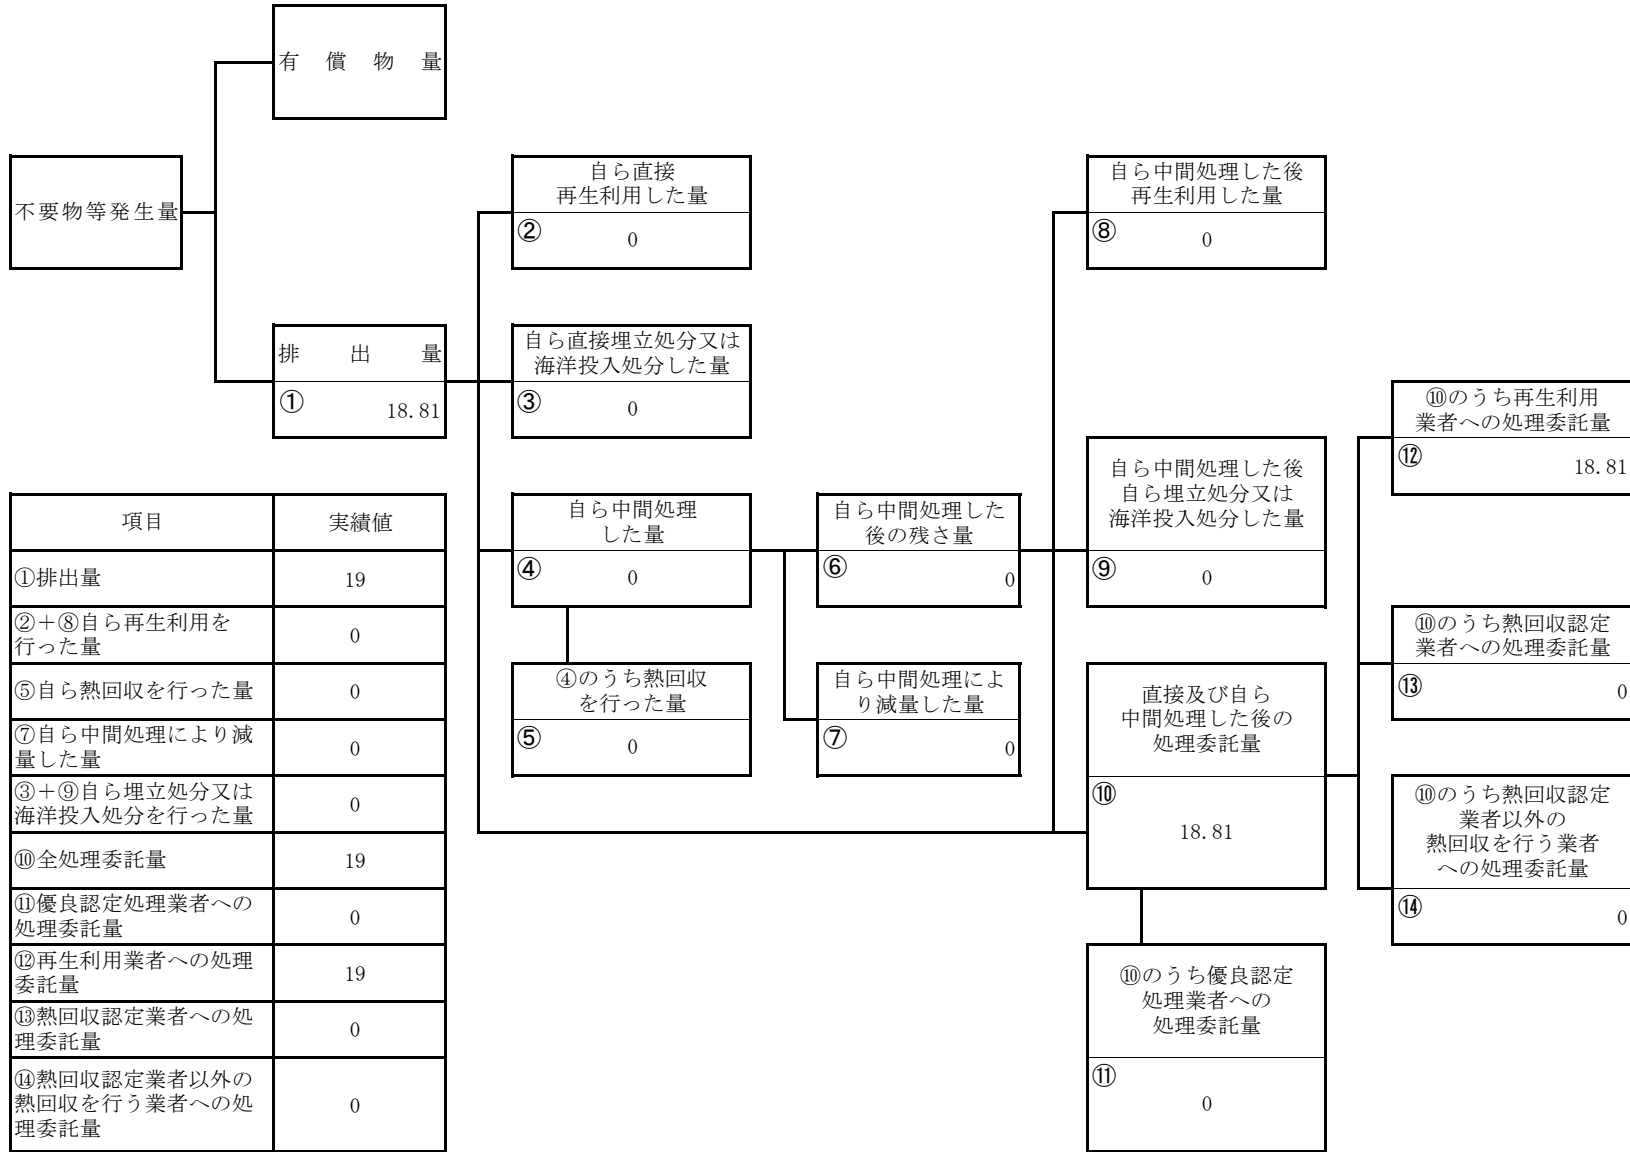 有償物量
不要物等発生量
排出量
①
18.81
自ら直接
再生利用した量
②
0
自ら直接埋立処分又は
海洋投入処分した量
③
0
自ら中間処理
した量
④
0
④のうち熱回収
を行った量
⑤
0
自ら中間処理した
後の残さ量
⑥
0
自ら中間処理によ
り減量した量
⑦
0
自ら中間処理した後
再生利用した量
⑧
0
自ら中間処理した後
自ら埋立処分又は
海洋投入処分した量
⑨
0
直接及び自ら
中間処理した後の
処理委託量
⑩
18.81
⑩のうち優良認定
処理業者への
処理委託量
⑪
0
⑩のうち再生利用
業者への処理委託量
⑫
18.81
⑩のうち熱回収認定
業者への処理委託量
⑬
0
⑩のうち熱回収認定
業者以外の
熱回収を行う業者
への処理委託量
⑭
0
項目 実績値
①排出量 19
②＋⑧自ら再生利用を
行った量
0
⑤自ら熱回収を行った量 0
⑦自ら中間処理により減
量した量
0
③＋⑨自ら埋立処分又は
海洋投入処分を行った量
0
⑩全処理委託量 19
⑪優良認定処理業者への
処理委託量
0
⑫再生利用業者への処理
委託量
19
⑬熱回収認定業者への処
理委託量
0
⑭熱回収認定業者以外の
熱回収を行う業者への処
理委託量
0